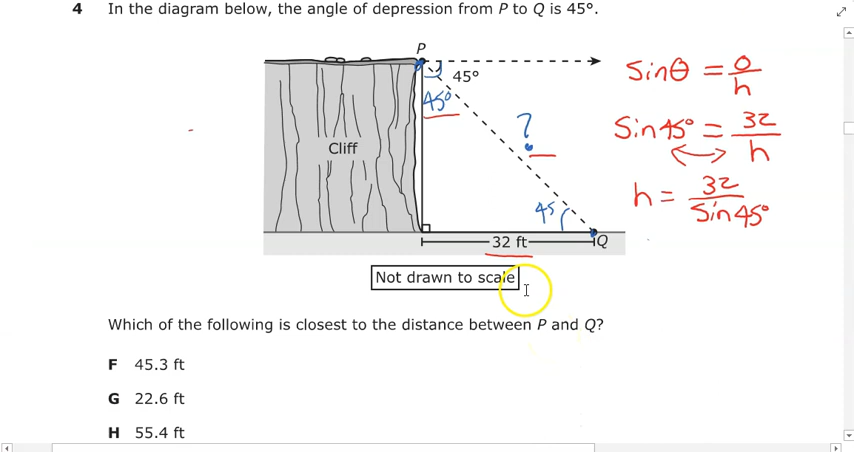 4 In the diagram below, the angle of depression from P to Q is 45°.
P
45°
45°
Cliff
?
45
32 ft
Q
Not drawn to scale
Sinθ = o/h
Sin45° = 32/h
h = 32/Sin45°
Which of the following is closest to the distance between P and Q?
F 45.3 ft
G 22.6 ft
H 55.4 ft